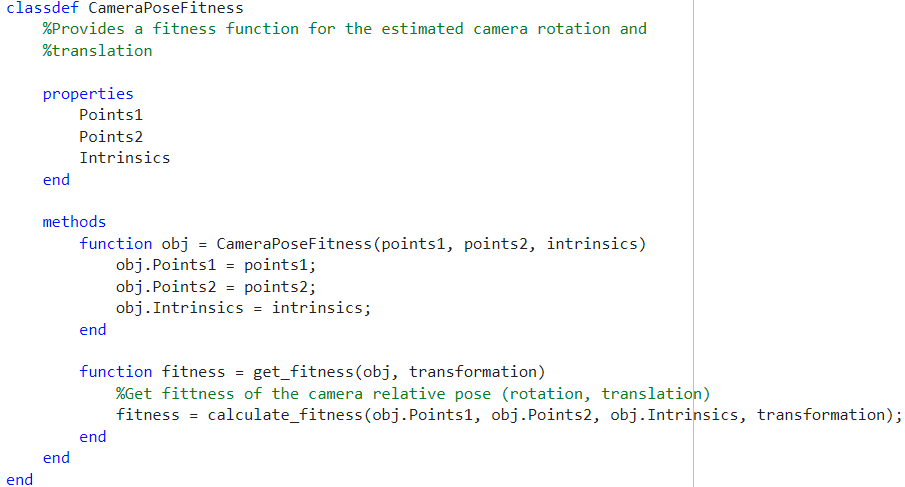 classdef CameraPoseFitness
%Provides a fitness function for the estimated camera rotation and
%translation
properties
Points1
Points2
Intrinsics
end
methods
function obj = CameraPoseFitness(points1, points2, intrinsics)
obj.Points1 = points1;
obj.Points2 = points2;
obj.Intrinsics = intrinsics;
end
function fitness = get_fitness(obj, transformation)
%Get fittness of the camera relative pose (rotation, translation)
fitness = calculate_fitness(obj.Points1, obj.Points2, obj.Intrinsics, transformation);
end
end
end